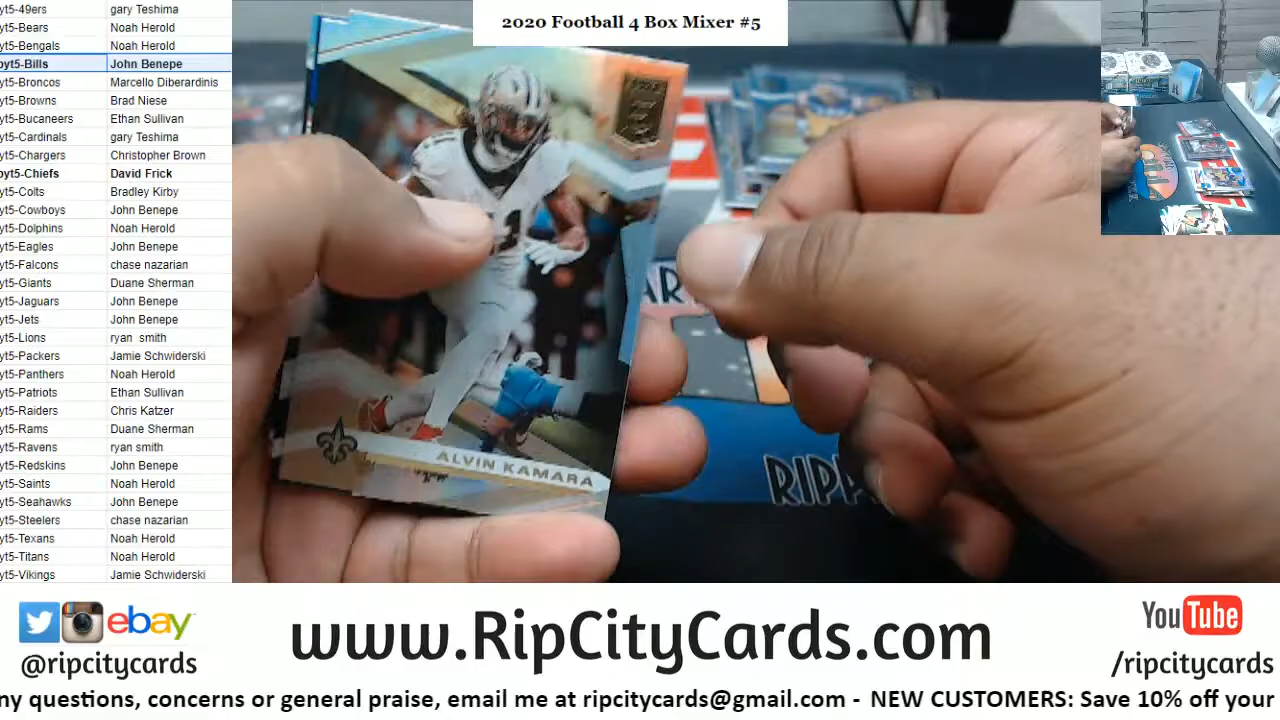 2020 Football 4 Box Mixer #5
yt5-49ers gary Teshima
yt5-Bears Noah Herold
yt5-Bengals Noah Herold
pyt5-Bills John Benepe
yt5-Broncos Marcello Diberardinis
yt5-Browns Brad Niese
yt5-Bucaneers Ethan Sullivan
yt5-Cardinals gary Teshima
yt5-Chargers Christopher Brown
pyt5-Chiefs David Frick
yt5-Colts Bradley Kirby
yt5-Cowboys John Benepe
yt5-Dolphins Noah Herold
yt5-Eagles John Benepe
yt5-Falcons chase nazarian
yt5-Giants Duane Sherman
yt5-Jaguars John Benepe
yt5-Jets John Benepe
yt5-Lions ryan smith
yt5-Packers Jamie Schwiderski
yt5-Panthers Noah Herold
yt5-Patriots Ethan Sullivan
yt5-Raiders Chris Katzer
yt5-Rams Duane Sherman
yt5-Ravens ryan smith
yt5-Redskins John Benepe
yt5-Saints Noah Herold
yt5-Seahawks John Benepe
yt5-Steelers chase nazarian
yt5-Texans Noah Herold
yt5-Titans Noah Herold
yt5-Vikings Jamie Schwiderski
ALVIN KAMARA
ebay
@ripcitycards
www.RipCityCards.com
YouTube
/ripcitycards
ny questions, concerns or general praise, email me at ripcitycards@gmail.com - NEW CUSTOMERS: Save 10% off your